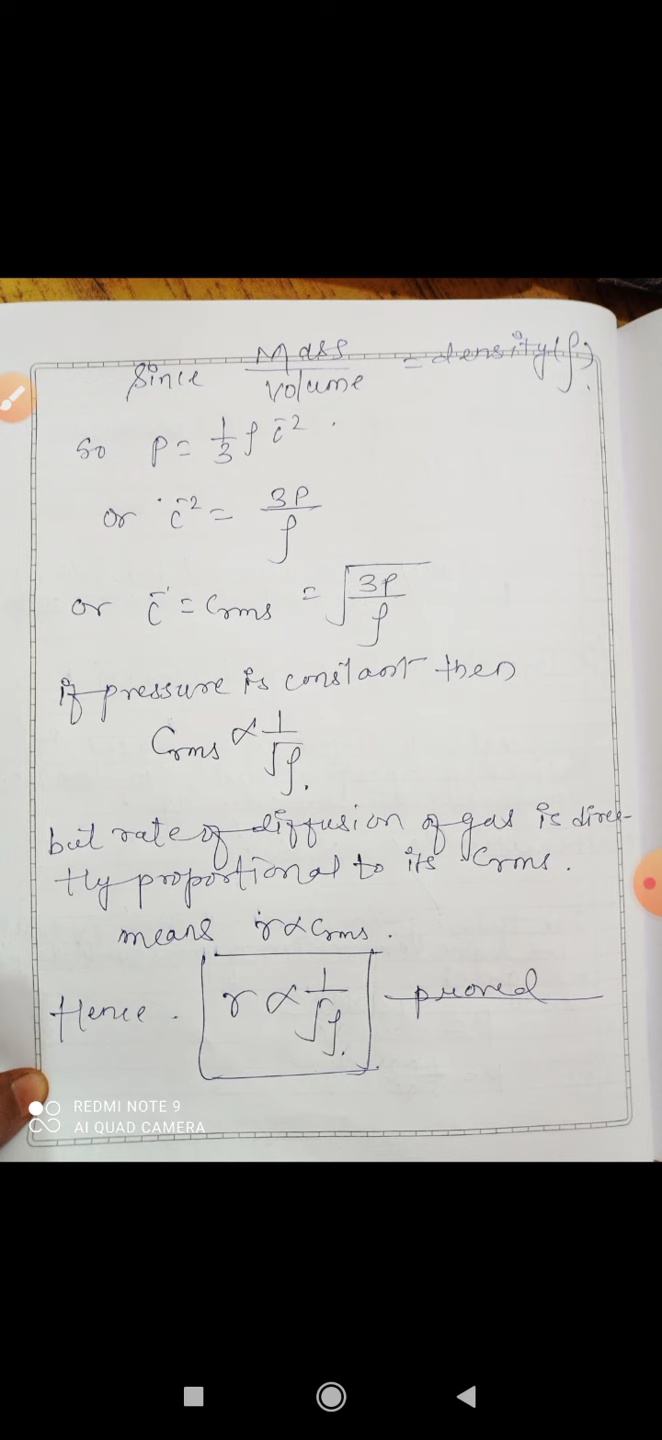 Since Mass/Volume = density(ρ).
So P = 1/3 ρ c̄².
or c̄² = 3P/ρ
or c̄ = Crms = √(3P/ρ)
if pressure is constant then
Crms ∝ 1/√ρ.
but rate of diffusion of gas is direc-
tly proportional to its Crms.
means r ∝ Crms.
Hence. r ∝ 1/√ρ. proved
REDMI NOTE 9
AI QUAD CAMERA